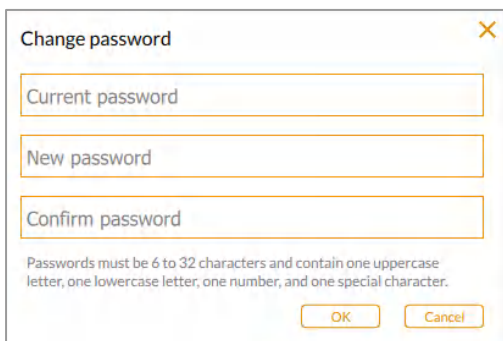 Change password
Current password
New password
Confirm password
Passwords must be 6 to 32 characters and contain one uppercase
letter, one lowercase letter, one number, and one special character.
OK Cancel